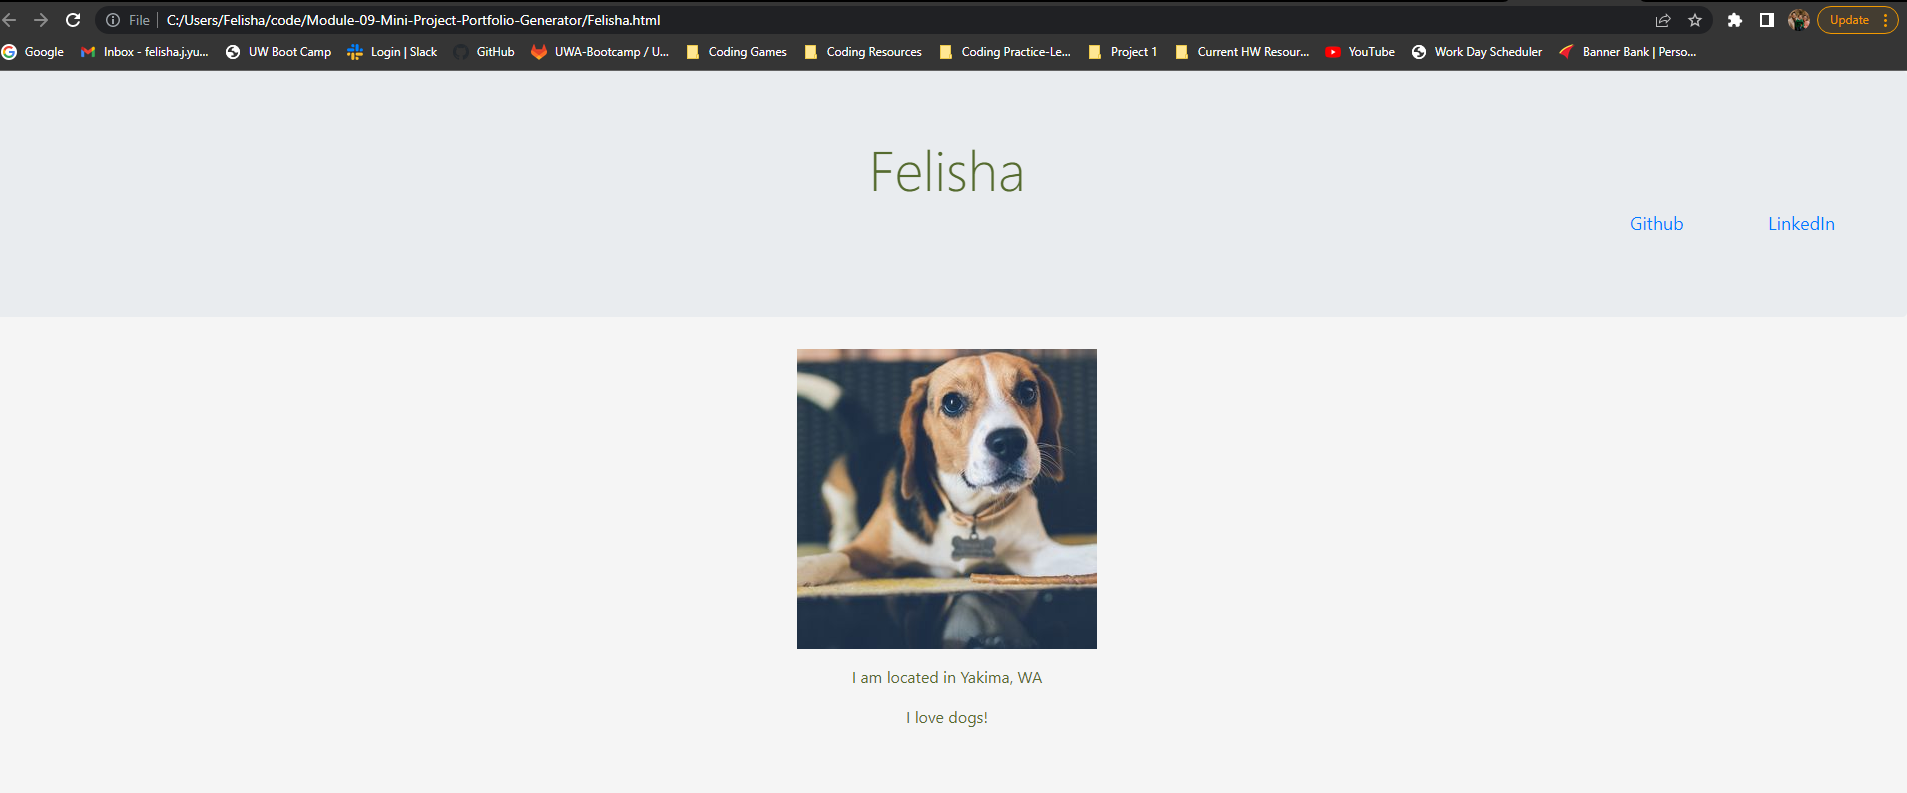 File C:/Users/Felisha/code/Module-09-Mini-Project-Portfolio-Generator/Felisha.html Update
Google Inbox - felisha.j.yu... UW Boot Camp Login | Slack GitHub UWA-Bootcamp / U... Coding Games Coding Resources Coding Practice-Le... Project 1 Current HW Resour... YouTube Work Day Scheduler Banner Bank | Perso...
Felisha
Github LinkedIn
I am located in Yakima, WA
I love dogs!